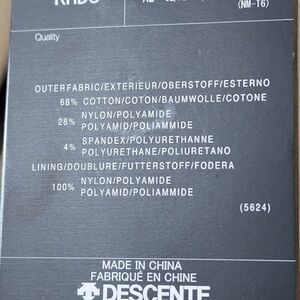 (NM-T6)
Quality
OUTERFABRIC/EXTERIEUR/OBERSTOFF/ESTERNO
68% COTTON/COTON/BAUMWOLLE/COTONE
28% NYLON/POLYAMIDE
POLYAMID/POLIAMMIDE
4% SPANDEX/POLYURETHANNE
POLYURETHANE/POLIURETANO
LINING/DOUBLURE/FUTTERSTOFF/FODERA
100% NYLON/POLYAMIDE
POLYAMID/POLIAMMIDE
(5624)
MADE IN CHINA
FABRIQUÉ EN CHINE
DESCENTE